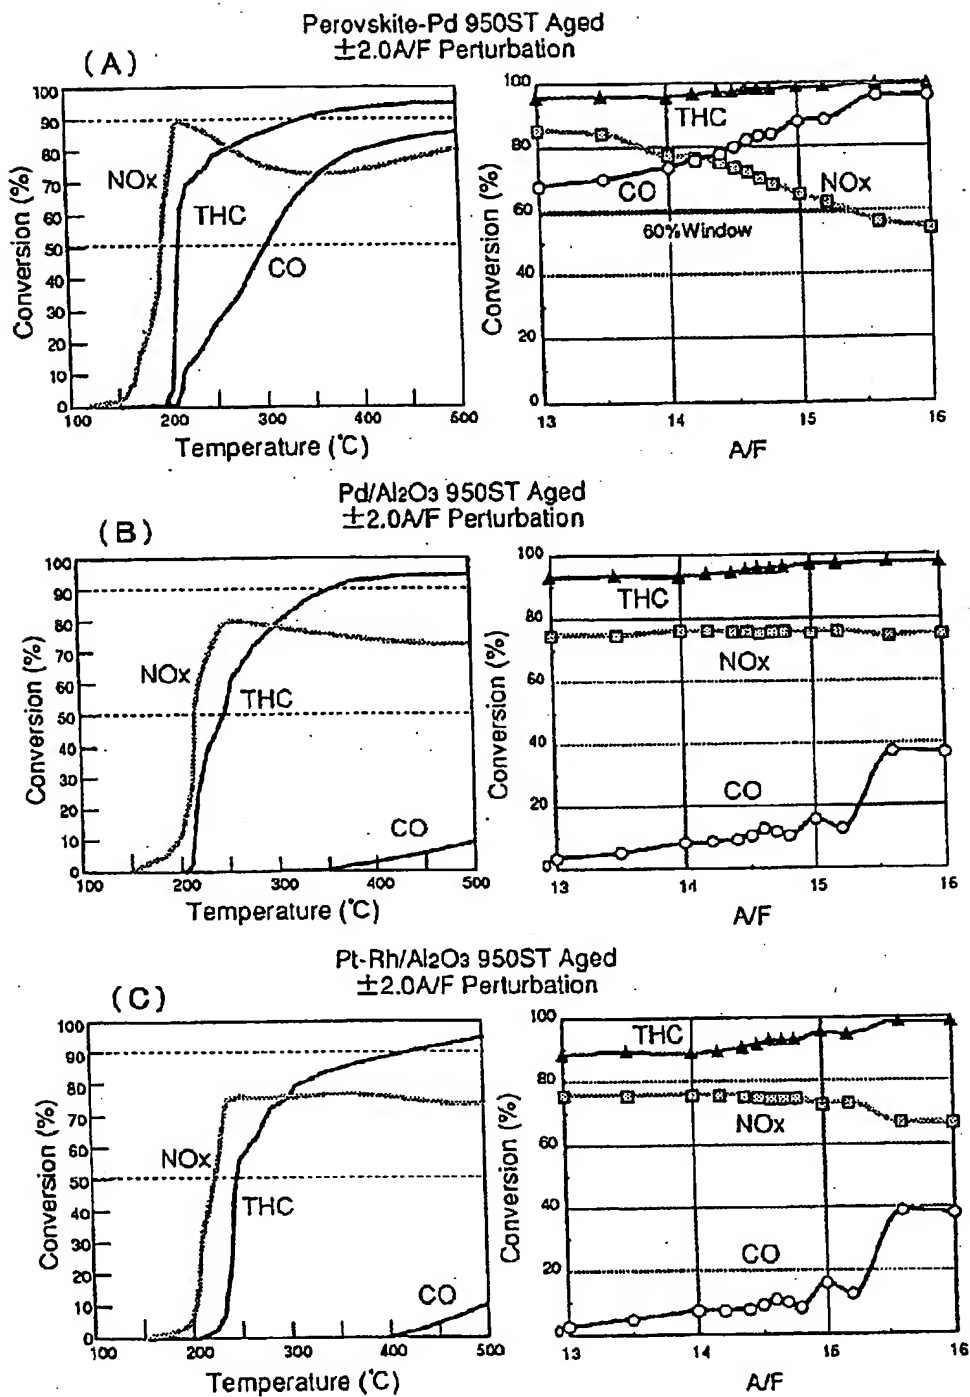 Perovskite-Pd 950ST Aged
±2.0A/F Perturbation
(A)
100
90
80
70
60
50
40
30
20
10
0
Conversion (%)
NOx
THC
CO
100 200 300 400 500
Temperature (℃)
100
80
60
40
20
0
Conversion (%)
THC
CO
NOx
60%Window
13 14 15 16
A/F
Pd/Al2O3 950ST Aged
±2.0A/F Perturbation
(B)
100
90
80
70
60
50
40
30
20
10
0
Conversion (%)
NOx
THC
CO
100 200 300 400 500
Temperature (℃)
100
80
60
40
20
0
Conversion (%)
THC
NOx
CO
13 14 15 16
A/F
Pt-Rh/Al2O3 950ST Aged
±2.0A/F Perturbation
(C)
100
90
80
70
60
50
40
30
20
10
0
Conversion (%)
NOx
THC
CO
100 200 300 400 500
Temperature (℃)
100
80
60
40
20
0
Conversion (%)
THC
NOx
CO
13 14 15 16
A/F